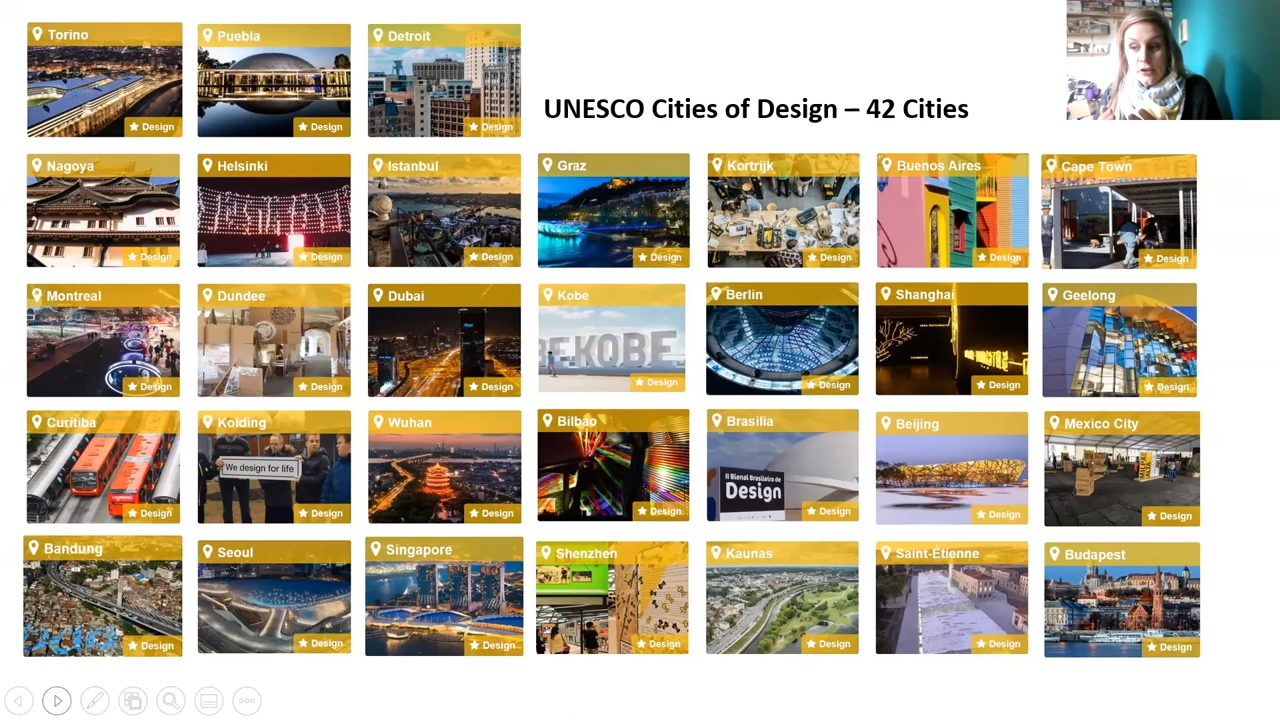 Torino
Design
Puebla
Design
Detroit
Design
UNESCO Cities of Design – 42 Cities
Nagoya
Design
Helsinki
Design
Istanbul
Design
Graz
Design
Kortrijk
Design
Buenos Aires
Design
Cape Town
Design
Montreal
Design
Dundee
Design
Dubai
Design
Kobe
BE KOBE
Design
Berlin
Design
Shanghai
Design
Geelong
Design
Curitiba
Design
Kolding
We design for life
Design
Wuhan
Design
Bilbao
Design
Brasilia
II Bienal Brasileira de
Design
Design
Beijing
Design
Mexico City
Design
Bandung
Design
Seoul
Design
Singapore
Design
Shenzhen
Design
Kaunas
Design
Saint-Étienne
Design
Budapest
Design